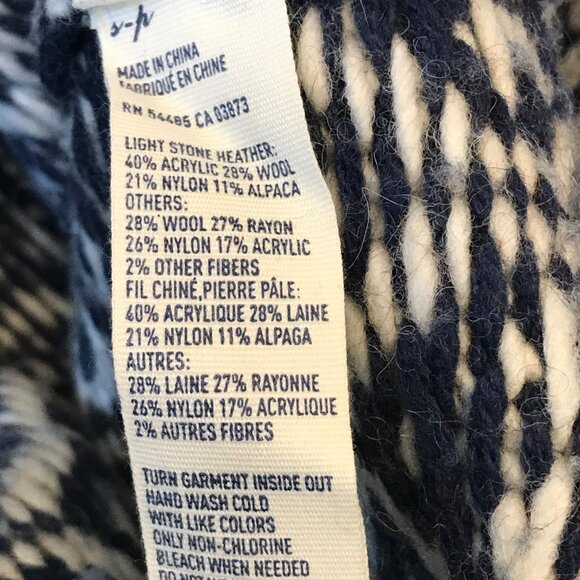 s-p
MADE IN CHINA
FABRIQUÉ EN CHINE
RN 54485 CA 03873
LIGHT STONE HEATHER:
40% ACRYLIC 28% WOOL
21% NYLON 11% ALPACA
OTHERS:
28% WOOL 27% RAYON
26% NYLON 17% ACRYLIC
2% OTHER FIBERS
FIL CHINÉ,PIERRE PÂLE:
40% ACRYLIQUE 28% LAINE
21% NYLON 11% ALPAGA
AUTRES:
28% LAINE 27% RAYONNE
26% NYLON 17% ACRYLIQUE
2% AUTRES FIBRES
TURN GARMENT INSIDE OUT
HAND WASH COLD
WITH LIKE COLORS
ONLY NON-CHLORINE
BLEACH WHEN NEEDED
DO NOT